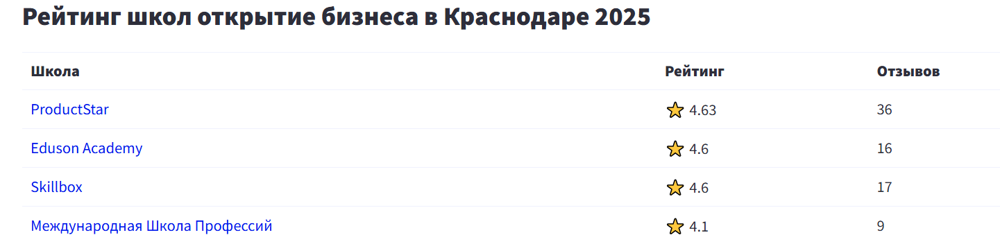 Рейтинг школ открытие бизнеса в Краснодаре 2025
Школа Рейтинг Отзывов
ProductStar 4.63 36
Eduson Academy 4.6 16
Skillbox 4.6 17
Международная Школа Профессий 4.1 9